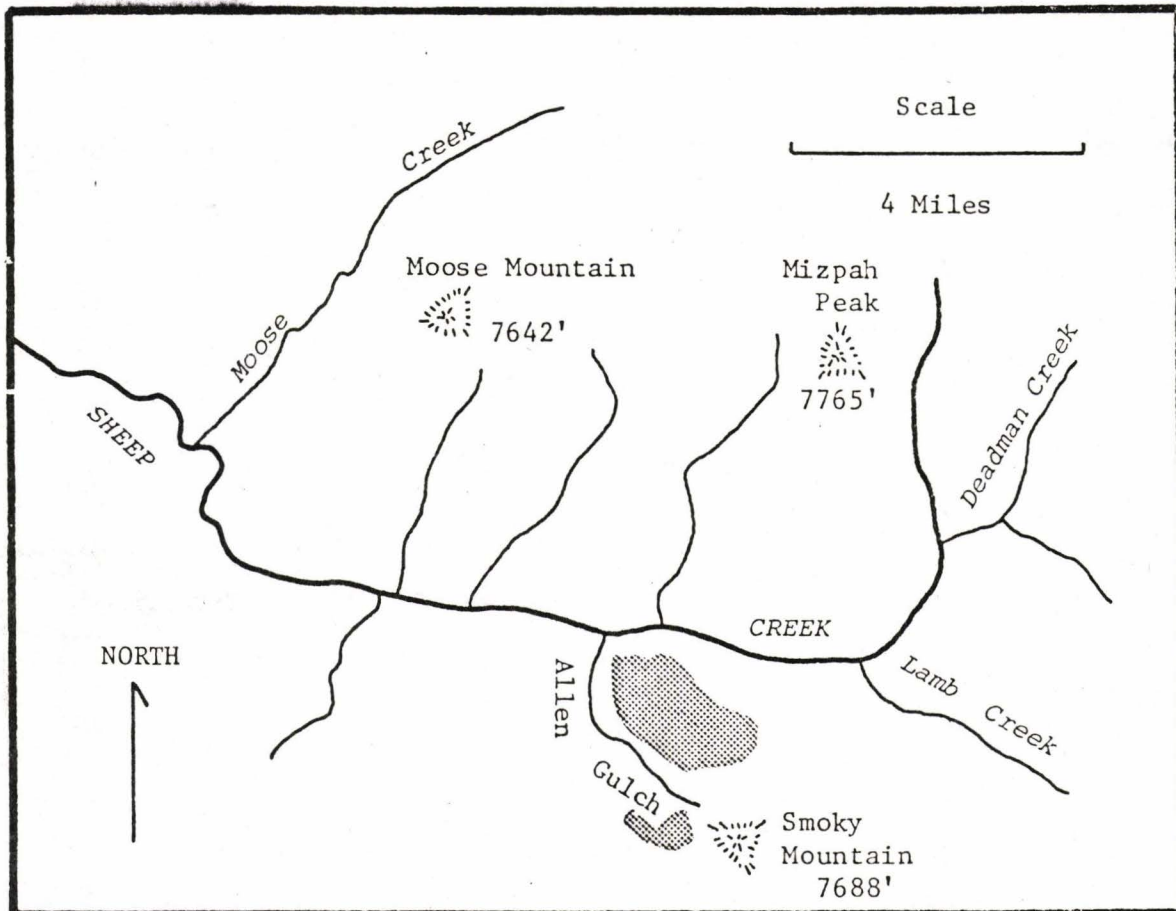 Scale
4 Miles
Moose Creek
Moose Mountain
7642'
Mizpah
Peak
7765'
Deadman Creek
SHEEP CREEK
NORTH
Allen Gulch
Lamb Creek
Smoky
Mountain
7688'